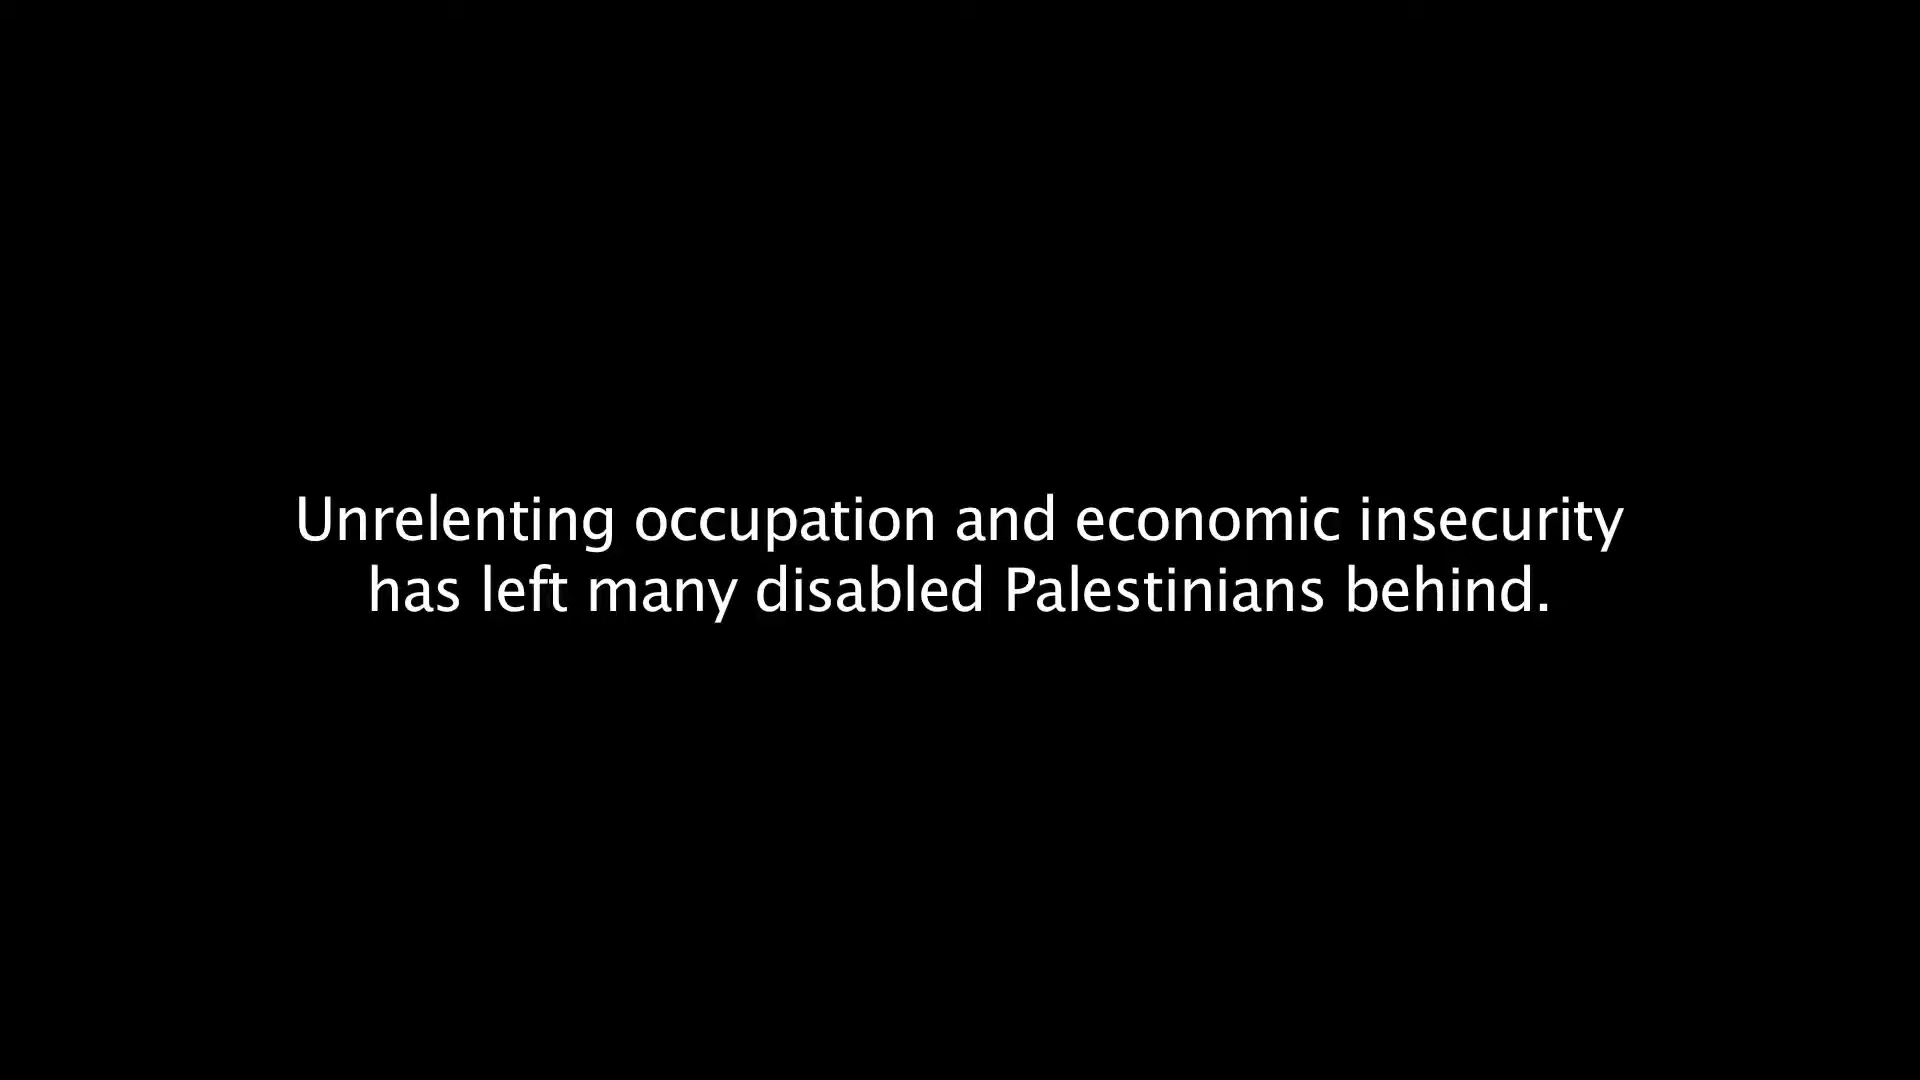 Unrelenting occupation and economic insecurity
has left many disabled Palestinians behind.